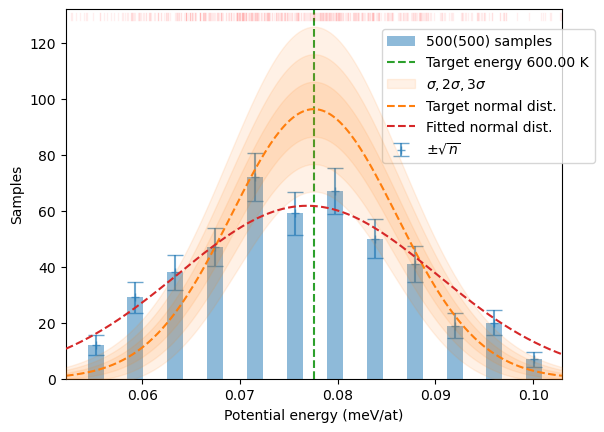 500(500) samples
Target energy 600.00 K
σ, 2σ, 3σ
Target normal dist.
Fitted normal dist.
±√n
Samples
120
100
80
60
40
20
0
0.06 0.07 0.08 0.09 0.10
Potential energy (meV/at)